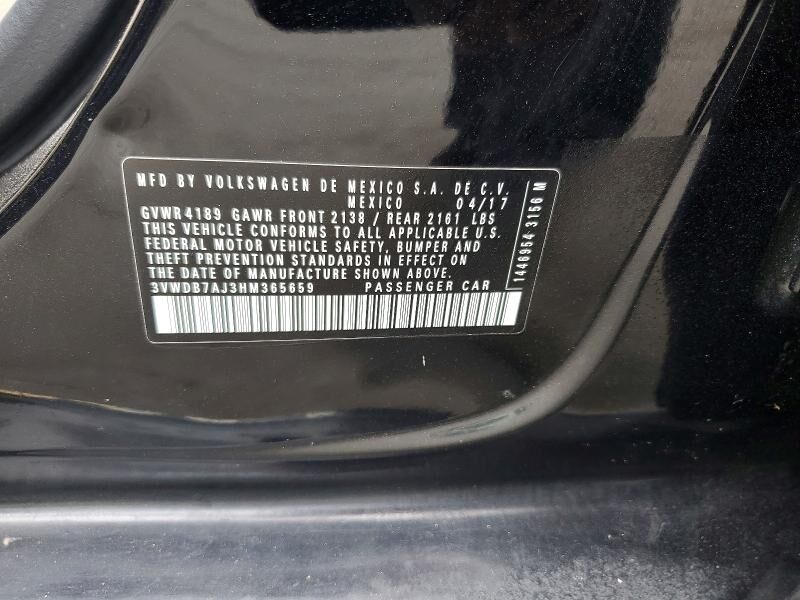 MFD BY VOLKSWAGEN DE MEXICO S.A. DE C.V.
MEXICO 04/17
GVWR 4189 GAWR FRONT 2138 / REAR 2161 LBS
THIS VEHICLE CONFORMS TO ALL APPLICABLE U.S.
FEDERAL MOTOR VEHICLE SAFETY, BUMPER AND
THEFT PREVENTION STANDARDS IN EFFECT ON
THE DATE OF MANUFACTURE SHOWN ABOVE.
3VWDB7AJ3HM365659 PASSENGER CAR
1446954 3156 M